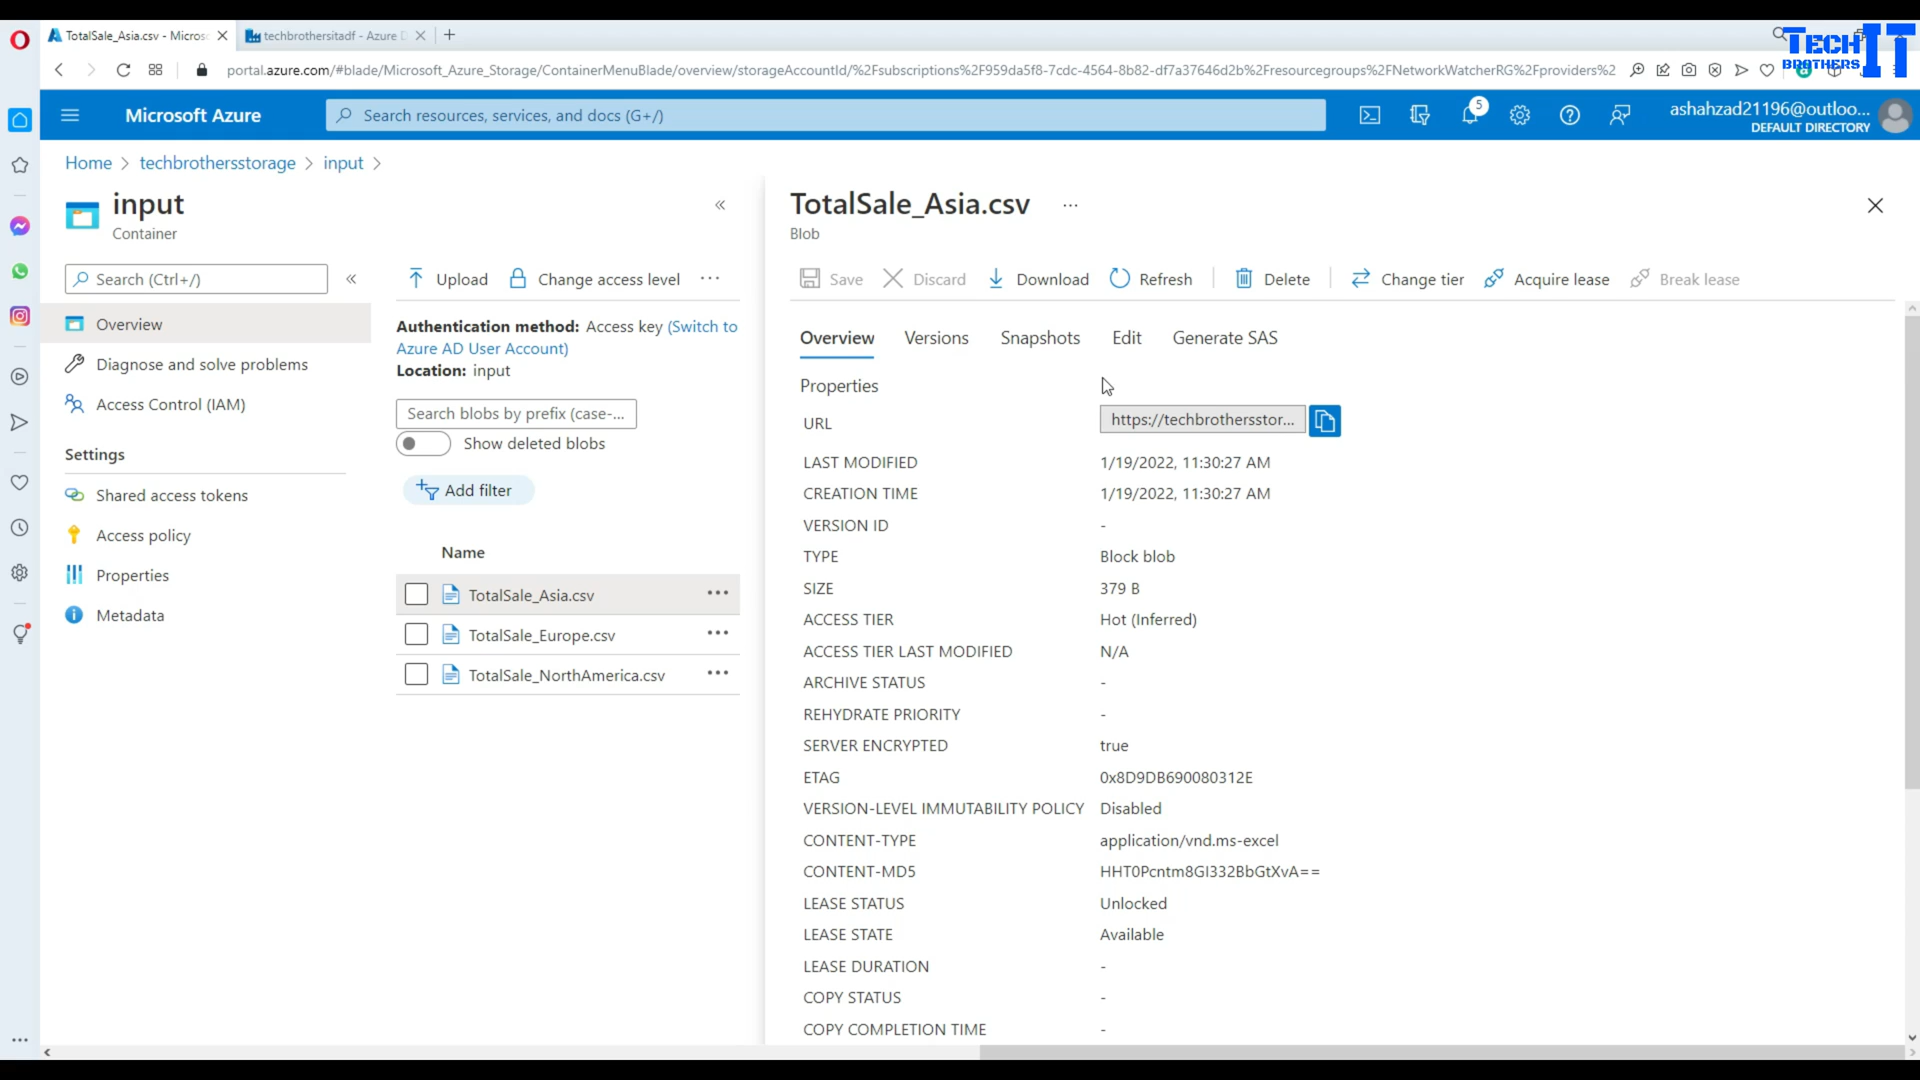 TotalSale_Asia.csv - Micros
techbrothersitadf - Azure D
TECH IT
BROTHERS
portal.azure.com/#blade/Microsoft_Azure_Storage/ContainerMenuBlade/overview/storageAccountId/%2Fsubscriptions%2F959da5f8-7cdc-4564-8b82-df7a37646d2b%2Fresourcegroups%2FNetworkWatcherRG%2Fproviders%2
Microsoft Azure
Search resources, services, and docs (G+/)
5
ashahzad21196@outloo...
DEFAULT DIRECTORY
Home > techbrothersstorage > input >
input
Container
Search (Ctrl+/)
Overview
Diagnose and solve problems
Access Control (IAM)
Settings
Shared access tokens
Access policy
Properties
Metadata
Upload
Change access level
Authentication method: Access key (Switch to
Azure AD User Account)
Location: input
Search blobs by prefix (case-...
Show deleted blobs
Add filter
Name
TotalSale_Asia.csv
TotalSale_Europe.csv
TotalSale_NorthAmerica.csv
TotalSale_Asia.csv
Blob
Save Discard Download Refresh Delete Change tier Acquire lease Break lease
Overview Versions Snapshots Edit Generate SAS
Properties
URL https://techbrothersstor...
LAST MODIFIED 1/19/2022, 11:30:27 AM
CREATION TIME 1/19/2022, 11:30:27 AM
VERSION ID -
TYPE Block blob
SIZE 379 B
ACCESS TIER Hot (Inferred)
ACCESS TIER LAST MODIFIED N/A
ARCHIVE STATUS -
REHYDRATE PRIORITY -
SERVER ENCRYPTED true
ETAG 0x8D9DB690080312E
VERSION-LEVEL IMMUTABILITY POLICY Disabled
CONTENT-TYPE application/vnd.ms-excel
CONTENT-MD5 HHT0Pcntm8GI332BbGtXvA==
LEASE STATUS Unlocked
LEASE STATE Available
LEASE DURATION -
COPY STATUS -
COPY COMPLETION TIME -